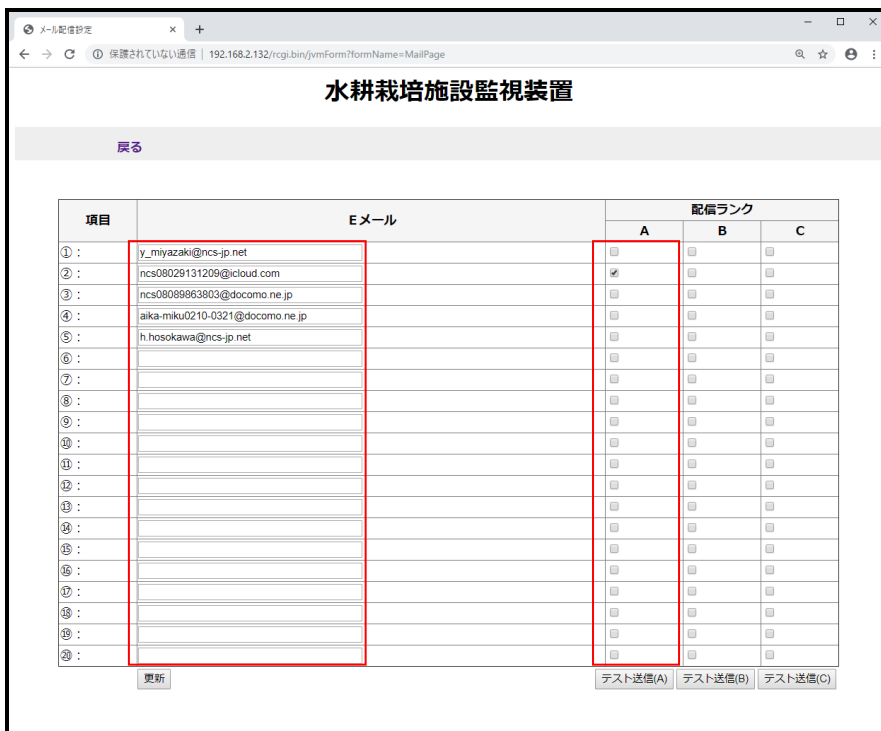 メール配信設定
保護されていない通信 | 192.168.2.132/rcgi.bin/jvmForm?formName=MailPage
水耕栽培施設監視装置
戻る
項目 Eメール 配信ランク
A B C
①: y_miyazaki@ncs-jp.net
②: ncs08029131209@icloud.com
③: ncs08089863803@docomo.ne.jp
④: aika-miku0210-0321@docomo.ne.jp
⑤: h.hosokawa@ncs-jp.net
⑥:
⑦:
⑧:
⑨:
⑩:
⑪:
⑫:
⑬:
⑭:
⑮:
⑯:
⑰:
⑱:
⑲:
⑳:
更新 テスト送信(A) テスト送信(B) テスト送信(C)